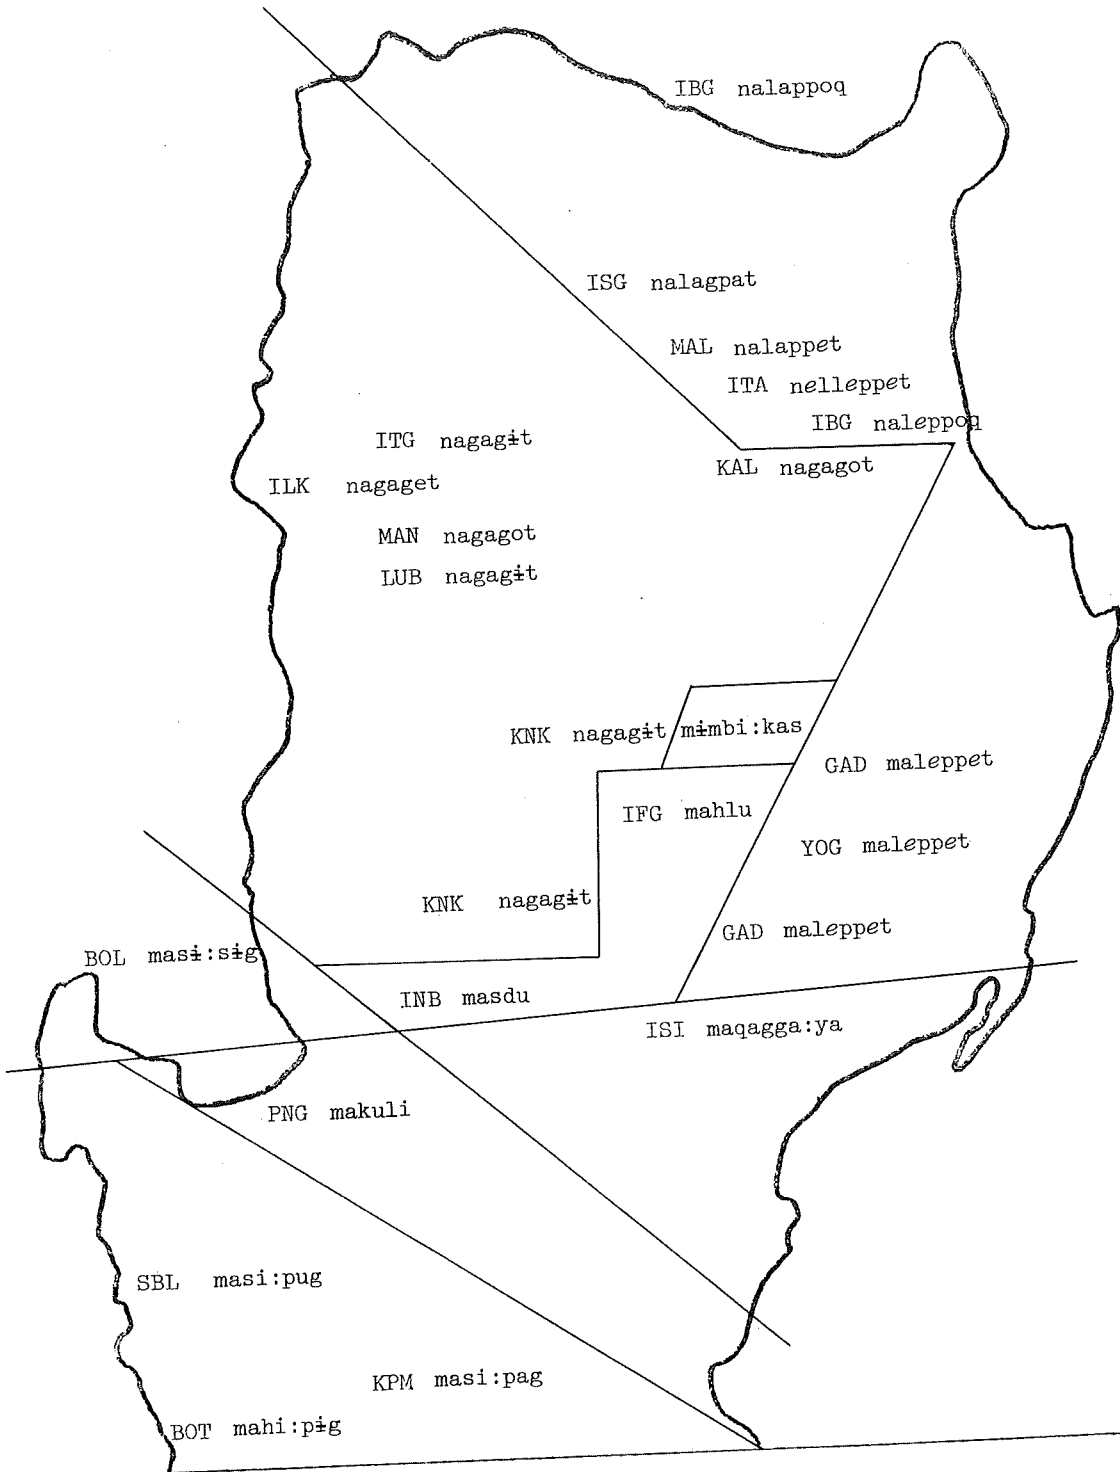 IBG nalappoq
ISG nalagpat
MAL nalappet
ITA nelleppet
IBG naleppoq
ITG nagagɨt
KAL nagagot
ILK nagaget
MAN nagagot
LUB nagagɨt
KNK nagagɨt mɨmbi:kas
GAD maleppet
IFG mahlu
YOG maleppet
KNK nagagɨt
GAD maleppet
BOL masɨ:sɨg
INB masdu
ISI maqagga:ya
PNG makuli
SBL masi:pug
KPM masi:pag
BOT mahi:pɨg